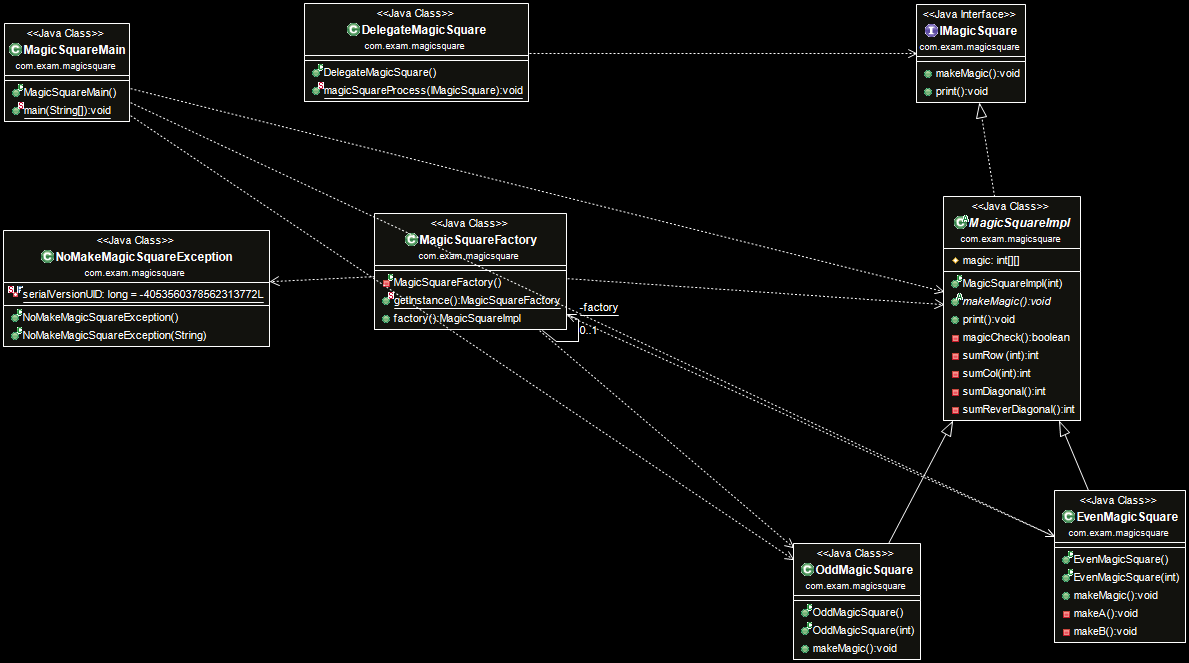 <<Java Class>>
MagicSquareMain
com.exam.magicsquare
MagicSquareMain()
main(String[]):void
<<Java Class>>
DelegateMagicSquare
com.exam.magicsquare
DelegateMagicSquare()
magicSquareProcess(IMagicSquare):void
<<Java Interface>>
IMagicSquare
com.exam.magicsquare
makeMagic():void
print():void
<<Java Class>>
NoMakeMagicSquareException
com.exam.magicsquare
serialVersionUID: long = -4053560378562313772L
NoMakeMagicSquareException()
NoMakeMagicSquareException(String)
<<Java Class>>
MagicSquareFactory
com.exam.magicsquare
MagicSquareFactory()
getInstance():MagicSquareFactory
factory():MagicSquareImpl
-factory
0..1
<<Java Class>>
MagicSquareImpl
com.exam.magicsquare
magic: int[][]
MagicSquareImpl(int)
makeMagic():void
print():void
magicCheck():boolean
sumRow(int):int
sumCol(int):int
sumDiagonal():int
sumReverDiagonal():int
<<Java Class>>
OddMagicSquare
com.exam.magicsquare
OddMagicSquare()
OddMagicSquare(int)
makeMagic():void
<<Java Class>>
EvenMagicSquare
com.exam.magicsquare
EvenMagicSquare()
EvenMagicSquare(int)
makeMagic():void
makeA():void
makeB():void